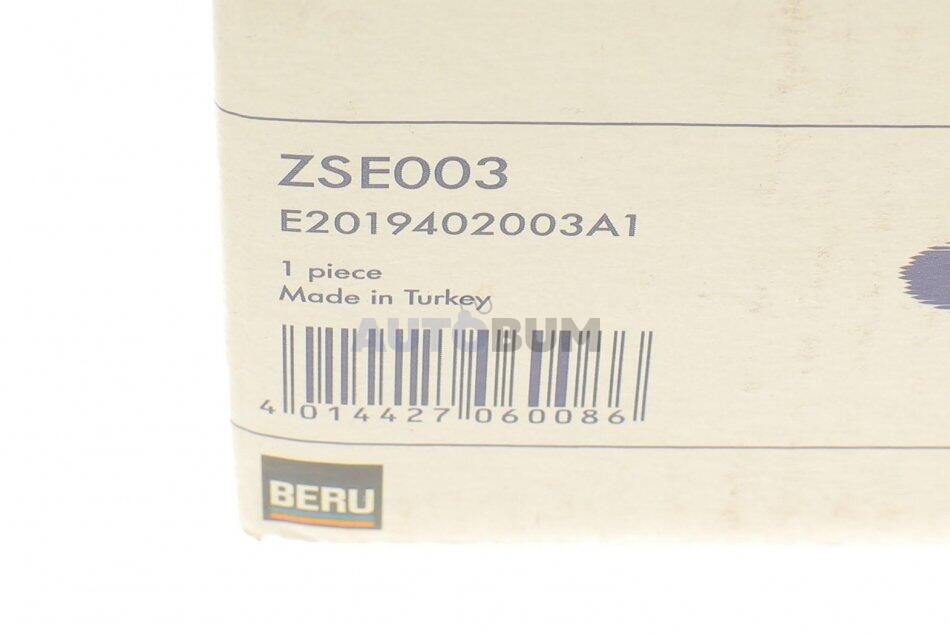 ZSE003
E2019402003A1
1 piece
Made in Turkey
AUTOBUM
4 014427 060086
BERU